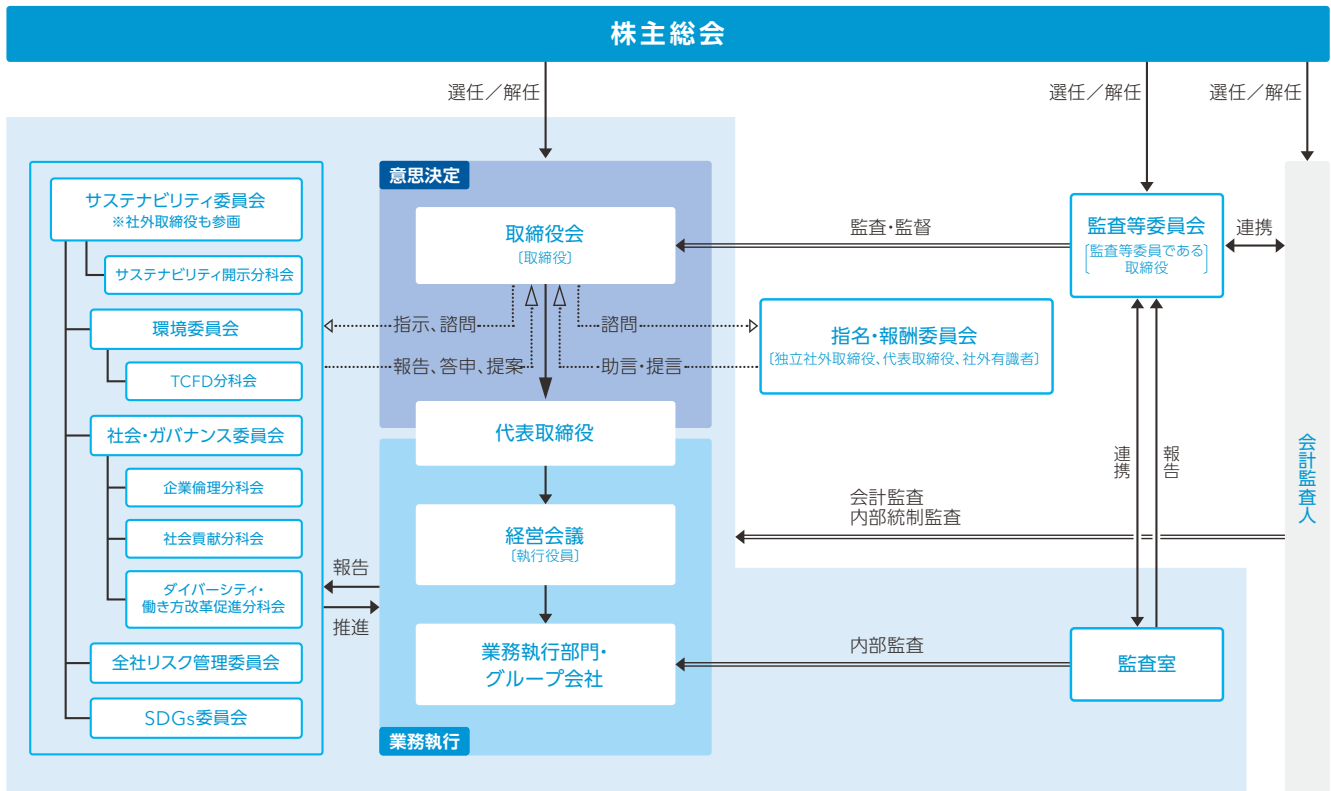 株主総会
選任／解任
選任／解任
選任／解任
意思決定
サステナビリティ委員会
※社外取締役も参画
サステナビリティ開示分科会
環境委員会
TCFD分科会
社会・ガバナンス委員会
企業倫理分科会
社会貢献分科会
ダイバーシティ・
働き方改革促進分科会
全社リスク管理委員会
SDGs委員会
取締役会
〔取締役〕
指示、諮問
報告、答申、提案
諮問
助言・提言
代表取締役
経営会議
〔執行役員〕
業務執行部門・
グループ会社
業務執行
報告
推進
監査・監督
監査等委員会
〔監査等委員である
取締役〕
連携
指名・報酬委員会
〔独立社外取締役、代表取締役、社外有識者〕
連携
報告
会計監査
内部統制監査
内部監査
監査室
会計監査人